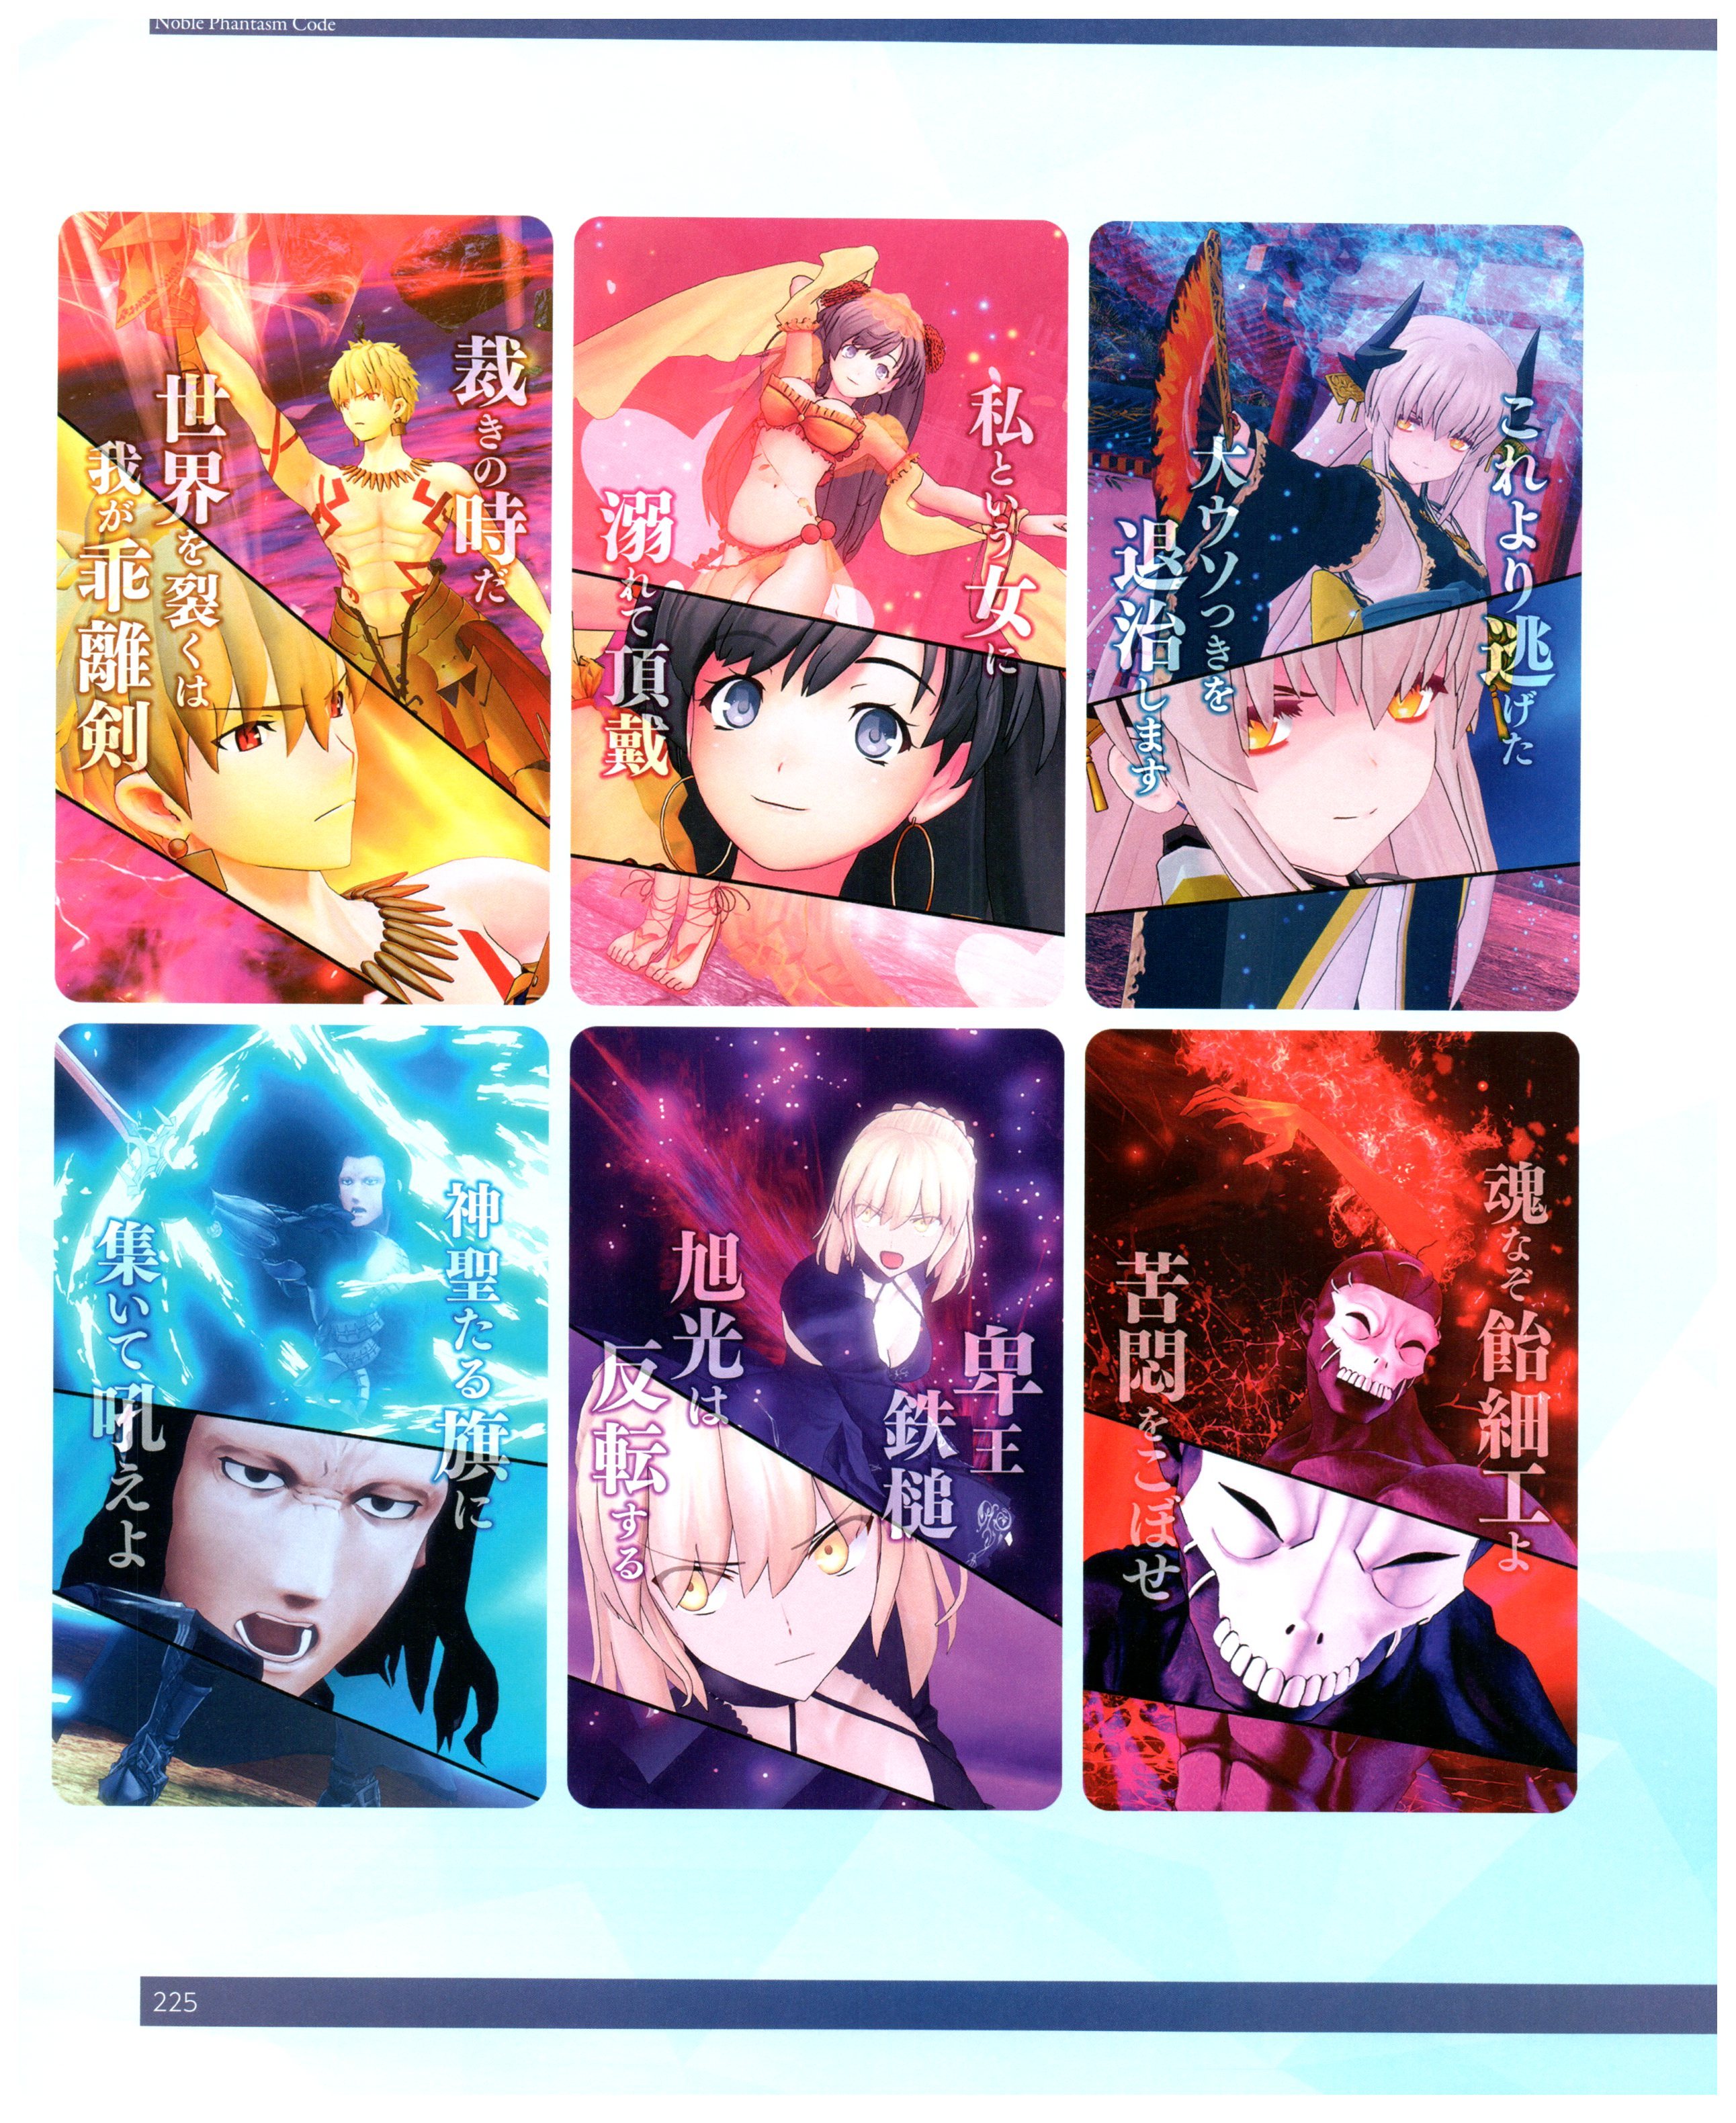 Noble Phantasm Code
裁きの時だ
世界を裂くは
我が乖離剣
私という女に
溺れて頂戴
これより逃げた
大ウソつきを
退治します
神聖たる旗に
集いて吼えよ
卑王
鉄槌
旭光は
反転する
魂なぞ飴細工よ
苦悶をこぼせ
225